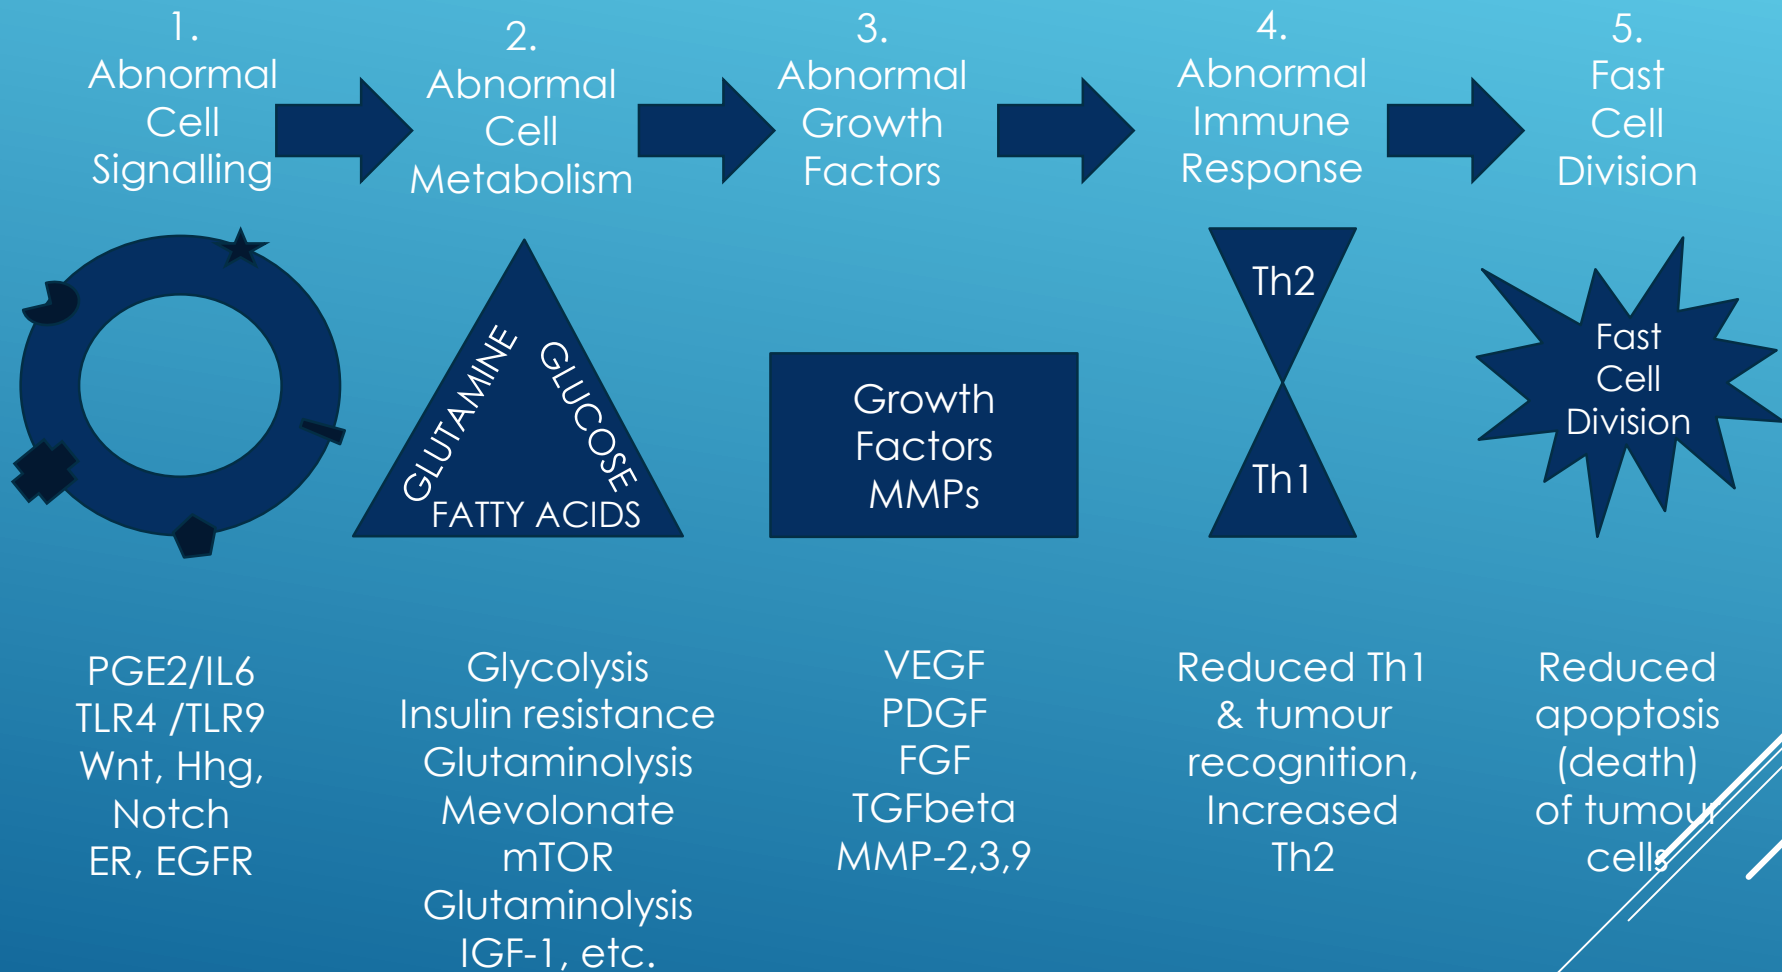 1.
Abnormal
Cell
Signalling
2.
Abnormal
Cell
Metabolism
3.
Abnormal
Growth
Factors
4.
Abnormal
Immune
Response
5.
Fast
Cell
Division
GLUTAMINE
GLUCOSE
FATTY ACIDS
Growth
Factors
MMPs
Th2
Th1
Fast
Cell
Division
PGE2/IL6
TLR4 /TLR9
Wnt, Hhg,
Notch
ER, EGFR
Glycolysis
Insulin resistance
Glutaminolysis
Mevolonate
mTOR
Glutaminolysis
IGF-1, etc.
VEGF
PDGF
FGF
TGFbeta
MMP-2,3,9
Reduced Th1
& tumour
recognition,
Increased
Th2
Reduced
apoptosis
(death)
of tumour
cells